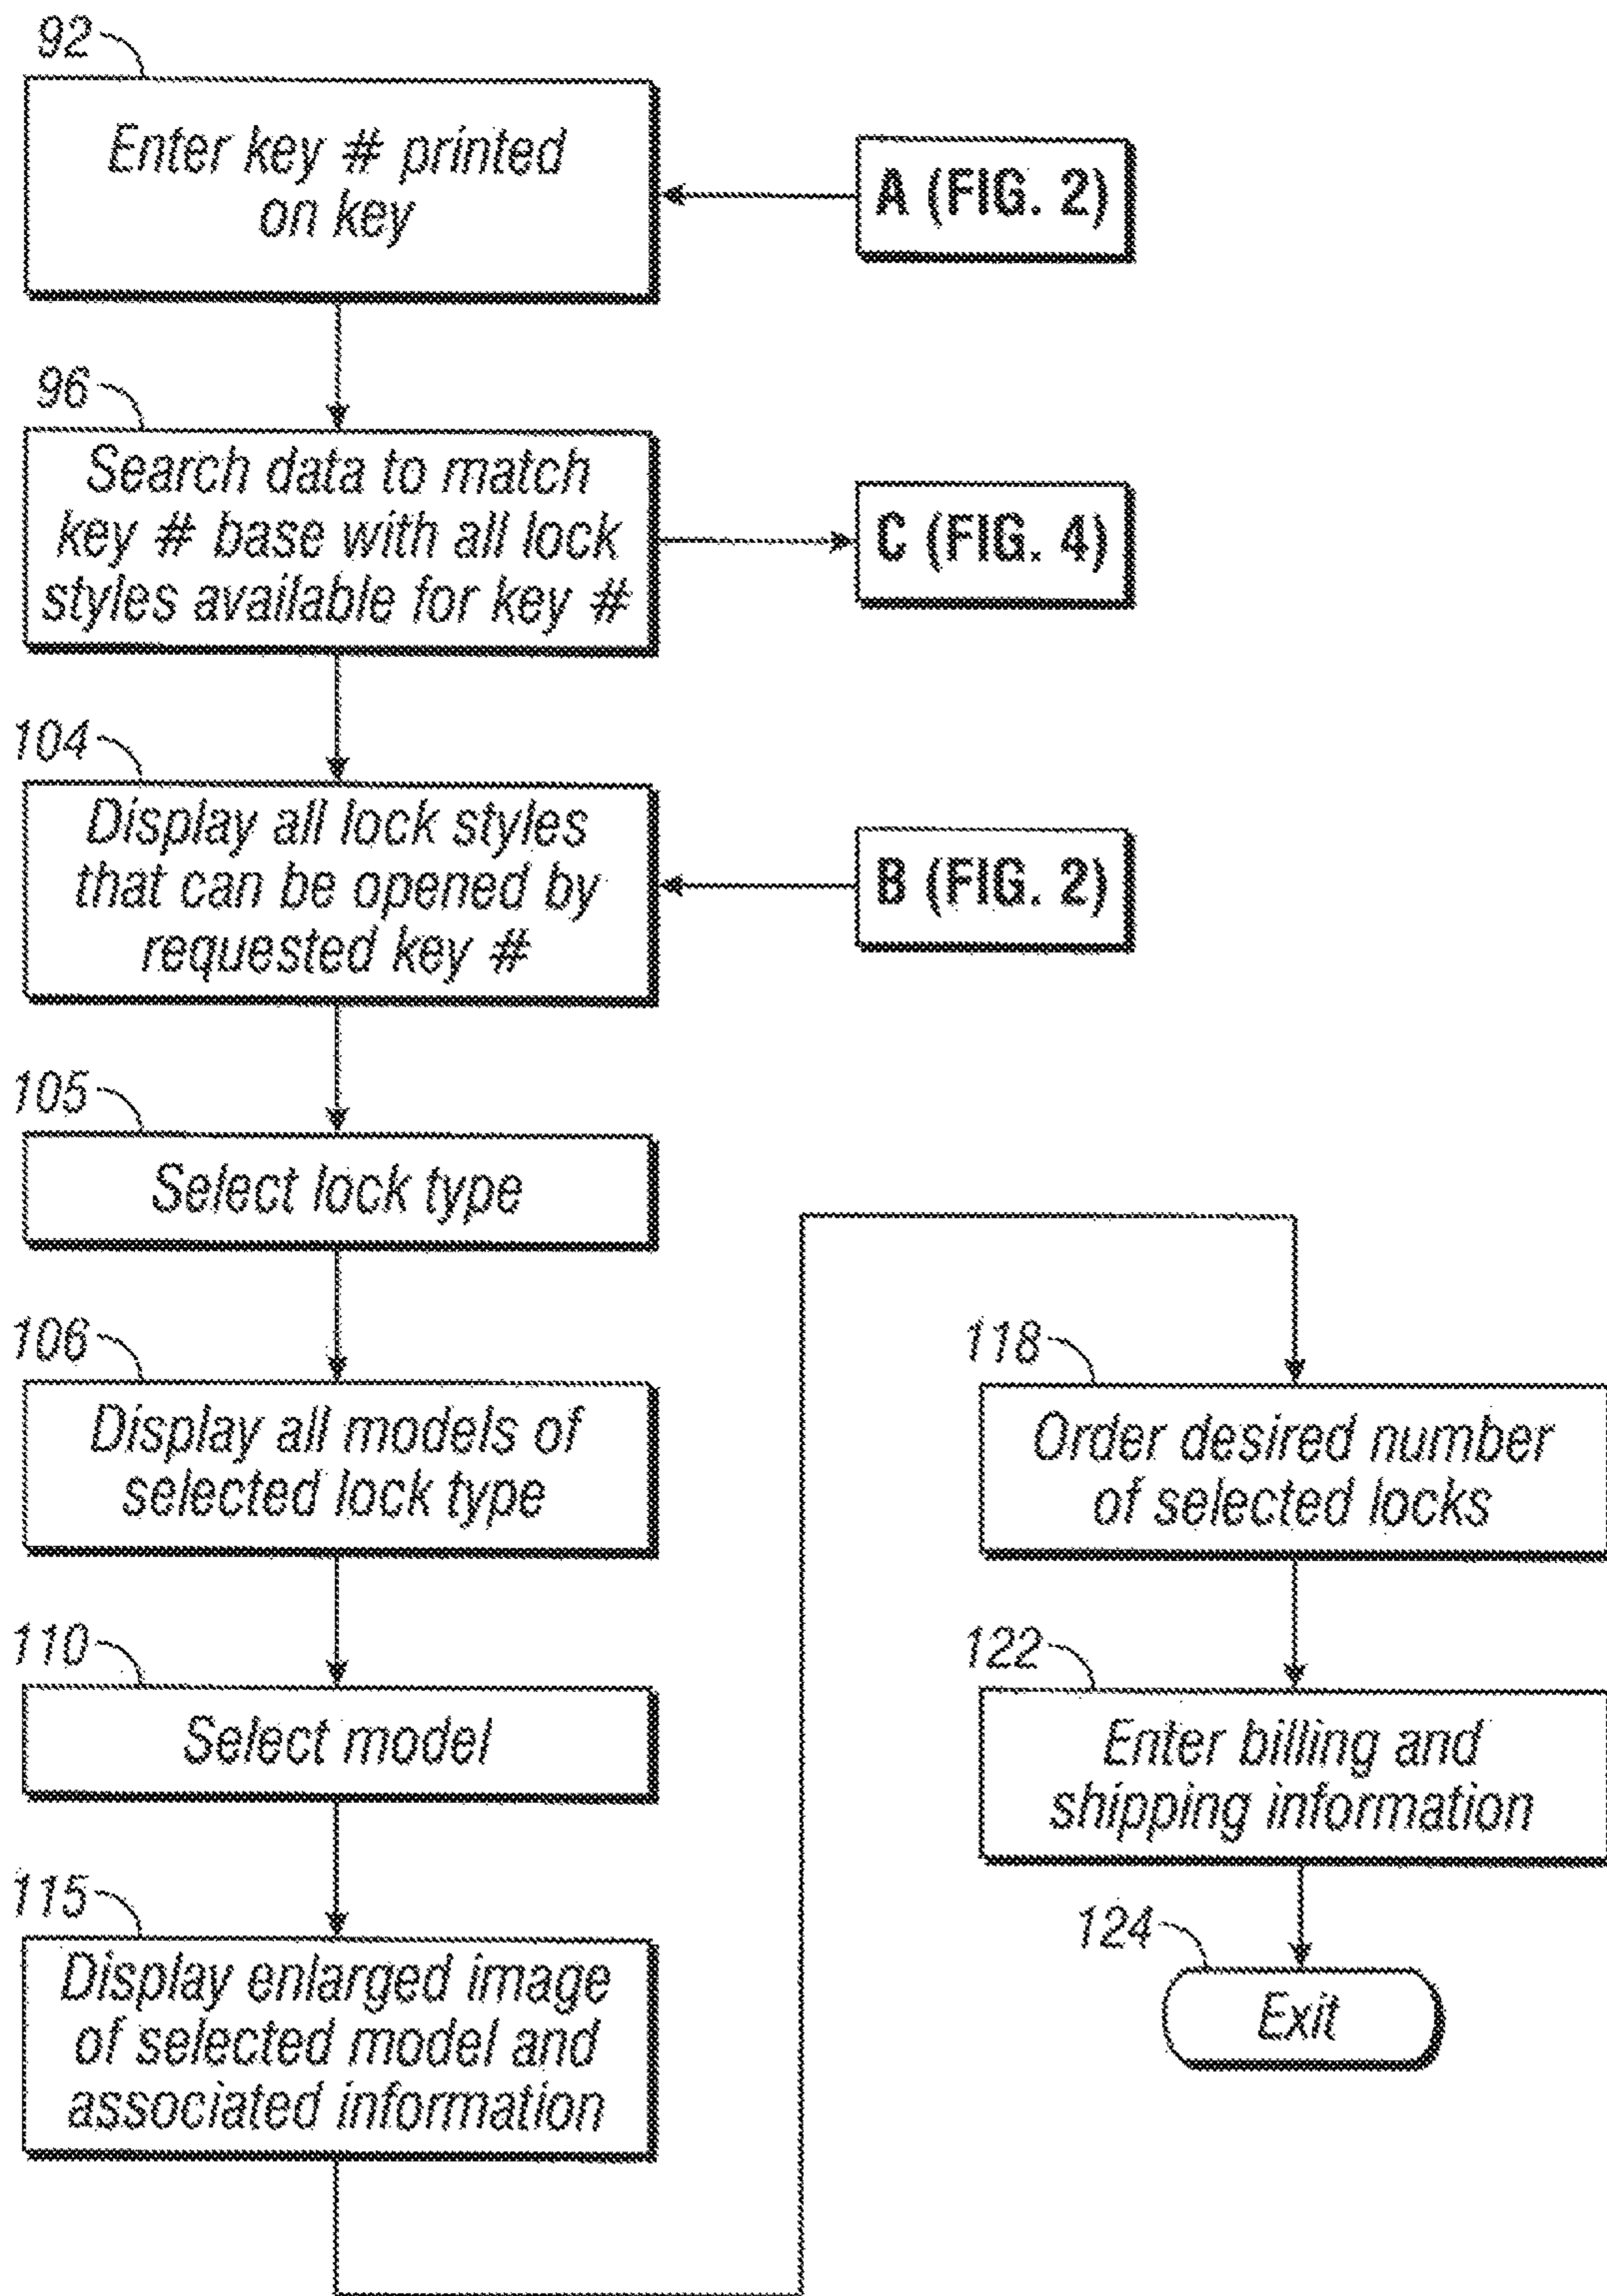 92
Enter key # printed
on key
A (FIG. 2)
96
Search data to match
key # base with all lock
styles available for key #
C (FIG. 4)
104
Display all lock styles
that can be opened by
requested key #
B (FIG. 2)
105
Select lock type
106
Display all models of
selected lock type
110
Select model
115
Display enlarged image
of selected model and
associated information
118
Order desired number
of selected locks
122
Enter billing and
shipping information
124
Exit